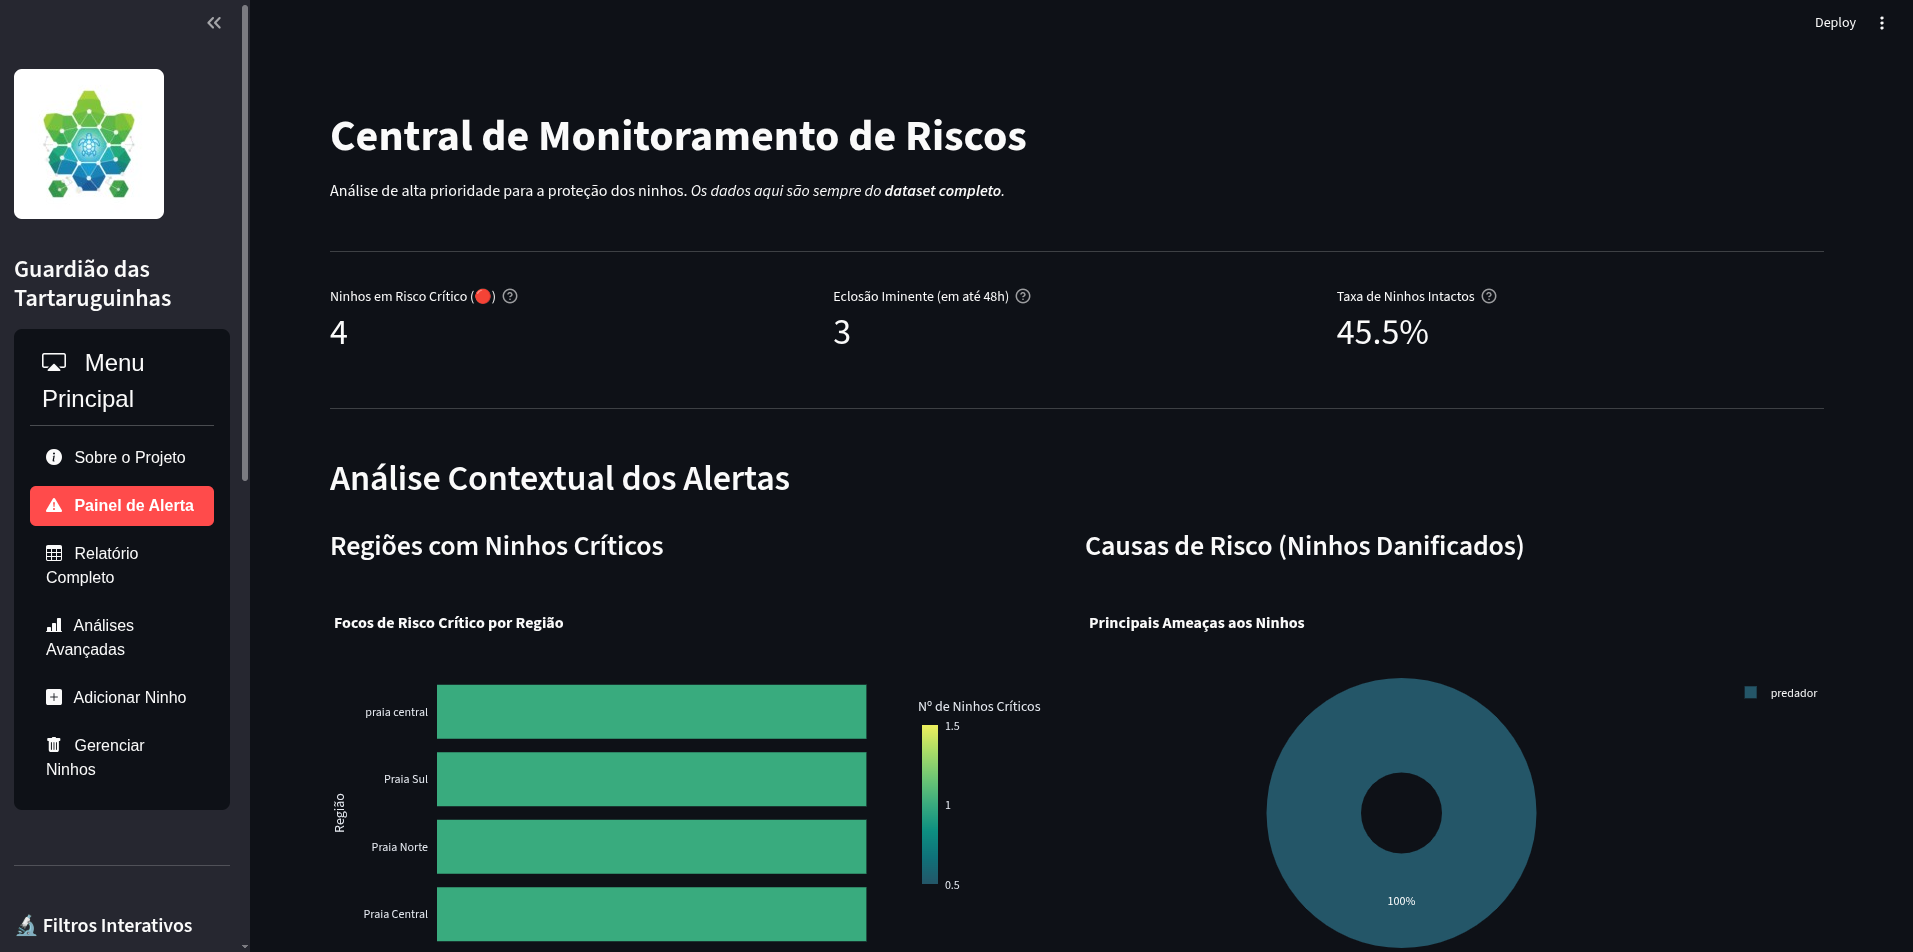 Deploy
Guardião das
Tartaruguinhas
Menu
Principal
Sobre o Projeto
Painel de Alerta
Relatório
Completo
Análises
Avançadas
Adicionar Ninho
Gerenciar
Ninhos
🔬 Filtros Interativos
Central de Monitoramento de Riscos
Análise de alta prioridade para a proteção dos ninhos. Os dados aqui são sempre do dataset completo.
Ninhos em Risco Crítico (🔴)
4
Eclosão Iminente (em até 48h)
3
Taxa de Ninhos Intactos
45.5%
Análise Contextual dos Alertas
Regiões com Ninhos Críticos
Focos de Risco Crítico por Região
Região
praia central
Praia Sul
Praia Norte
Praia Central
Nº de Ninhos Críticos
1.5
1
0.5
Causas de Risco (Ninhos Danificados)
Principais Ameaças aos Ninhos
predador
100%